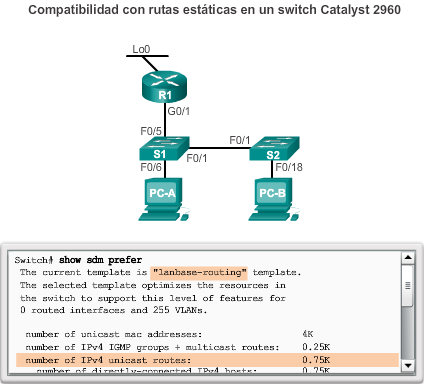 Compatibilidad con rutas estáticas en un switch Catalyst 2960
Lo0
R1
G0/1
F0/5
F0/1
S1
F0/1
S2
F0/6
F0/18
PC-A
PC-B
Switch# show sdm prefer
The current template is "lanbase-routing" template.
The selected template optimizes the resources in
the switch to support this level of features for
0 routed interfaces and 255 VLANs.
number of unicast mac addresses: 4K
number of IPv4 IGMP groups + multicast routes: 0.25K
number of IPv4 unicast routes: 0.75K
number of directly-connected IPv4 hosts: 0.75K